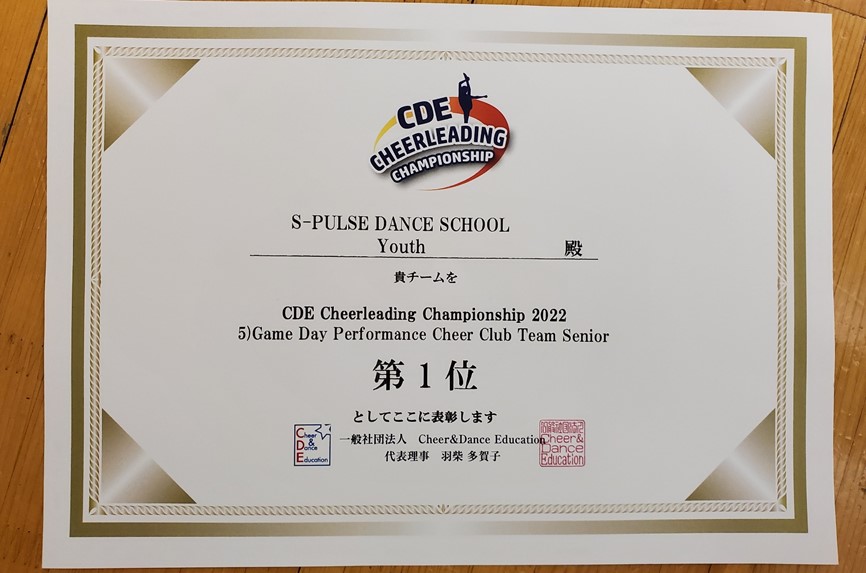 CDE
CHEERLEADING
CHAMPIONSHIP
S-PULSE DANCE SCHOOL
Youth 殿
貴チームを
CDE Cheerleading Championship 2022
5)Game Day Performance Cheer Club Team Senior
第1位
としてここに表彰します
Cheer
&
Dance
Education
一般社団法人 Cheer&Dance Education
代表理事 羽柴 多賀子
Cheer&
Dance
Education